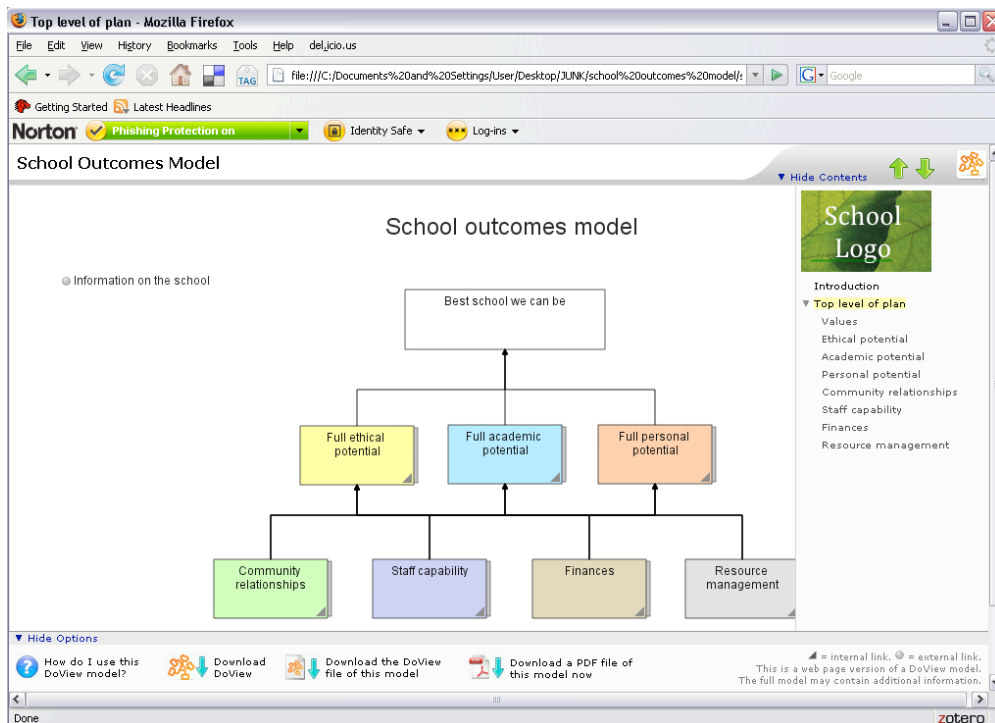 Top level of plan - Mozilla Firefox
File Edit View History Bookmarks Tools Help del.icio.us
TAG
file:///C:/Documents%20and%20Settings/User/Desktop/JUNK/school%20outcomes%20model/
G Google
Getting Started Latest Headlines
Norton Phishing Protection on Identity Safe Log-ins
School Outcomes Model
Hide Contents
School outcomes model
Information on the school
Best school we can be
Full ethical
potential
Full academic
potential
Full personal
potential
Community
relationships
Staff capability
Finances
Resource
management
School
Logo
Introduction
Top level of plan
Values
Ethical potential
Academic potential
Personal potential
Community relationships
Staff capability
Finances
Resource management
Hide Options
How do I use this
DoView model?
Download
DoView
Download the DoView
file of this model
Download a PDF file of
this model now
= internal link. = external link.
This is a web page version of a DoView model.
The full model may contain additional information.
Done
zotero